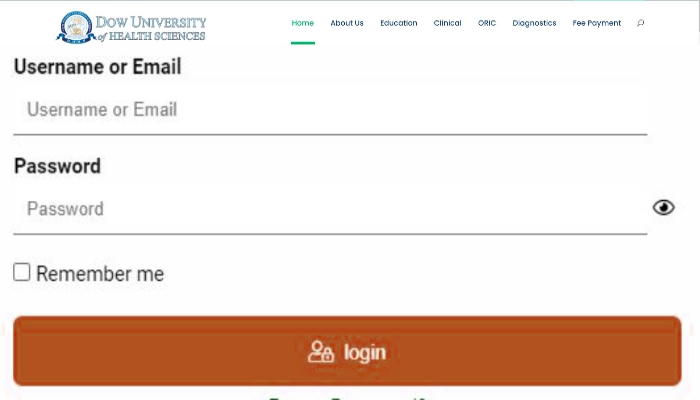 DOW UNIVERSITY
of HEALTH SCIENCES
Home About Us Education Clinical ORIC Diagnostics Fee Payment
Username or Email
Username or Email
Password
Password
Remember me
login